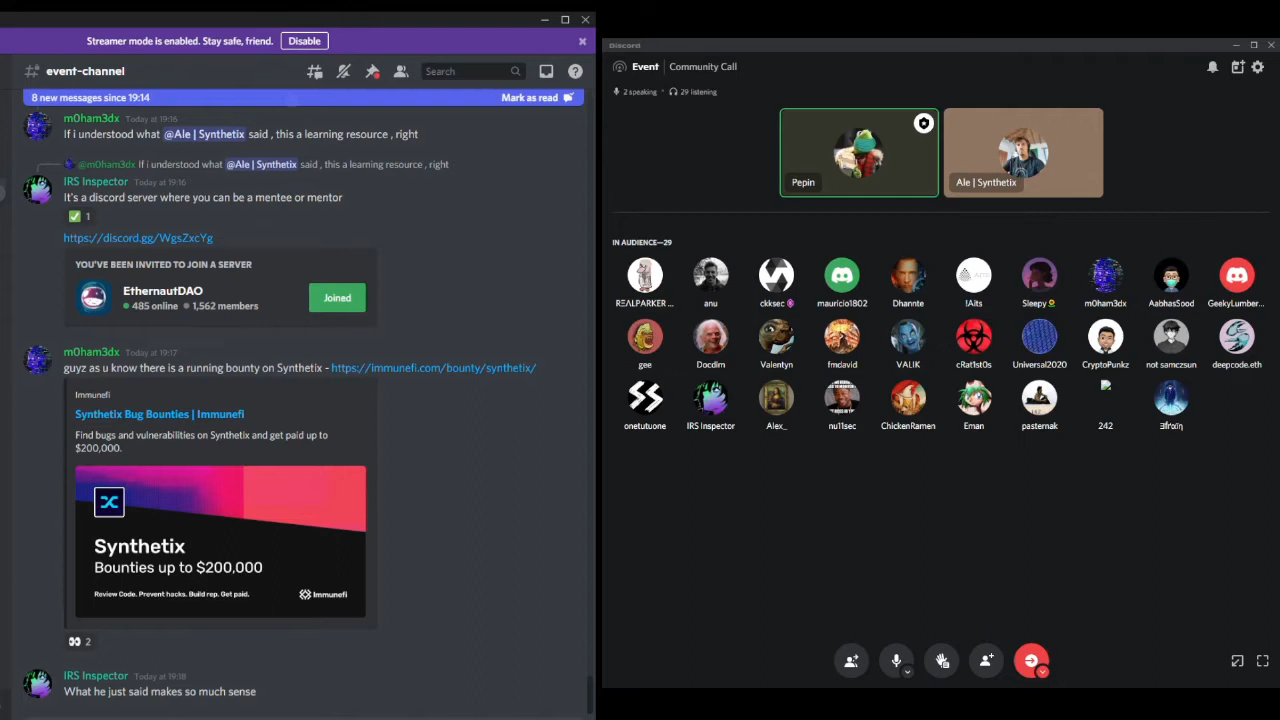 Streamer mode is enabled. Stay safe, friend. Disable
event-channel
Search
8 new messages since 19:14 Mark as read
m0ham3dx Today at 19:16
If i understood what @Ale | Synthetix said , this a learning resource , right
@m0ham3dx If i understood what @Ale | Synthetix said , this a learning resource , right
IRS Inspector Today at 19:16
It's a discord server where you can be a mentee or mentor
1
https://discord.gg/WgsZxcYg
YOU'VE BEEN INVITED TO JOIN A SERVER
EthernautDAO
485 online 1,562 members
Joined
m0ham3dx Today at 19:17
guyz as u know there is a running bounty on Synthetix - https://immunefi.com/bounty/synthetix/
Immunefi
Synthetix Bug Bounties | Immunefi
Find bugs and vulnerabilities on Synthetix and get paid up to
$200,000.
Synthetix
Bounties up to $200,000
Review Code. Prevent hacks. Build rep. Get paid. Immunefi
2
IRS Inspector Today at 19:18
What he just said makes so much sense
Discord
Event Community Call
2 speaking • 29 listening
Pepin Ale | Synthetix
IN AUDIENCE—29
RΞΛLPARKER ... anu ckksec mauricio1802 Dhannte !Aits Sleepy m0ham3dx AabhasSood GeekyLumber...
gee Docdim Valentyn fmdavid VALIK cRat1st0s Universal2020 CryptoPunkz not samczsun deepcode.eth
onetutuone IRS Inspector Alex_ nu11sec ChickenRamen Eman pasternak 242